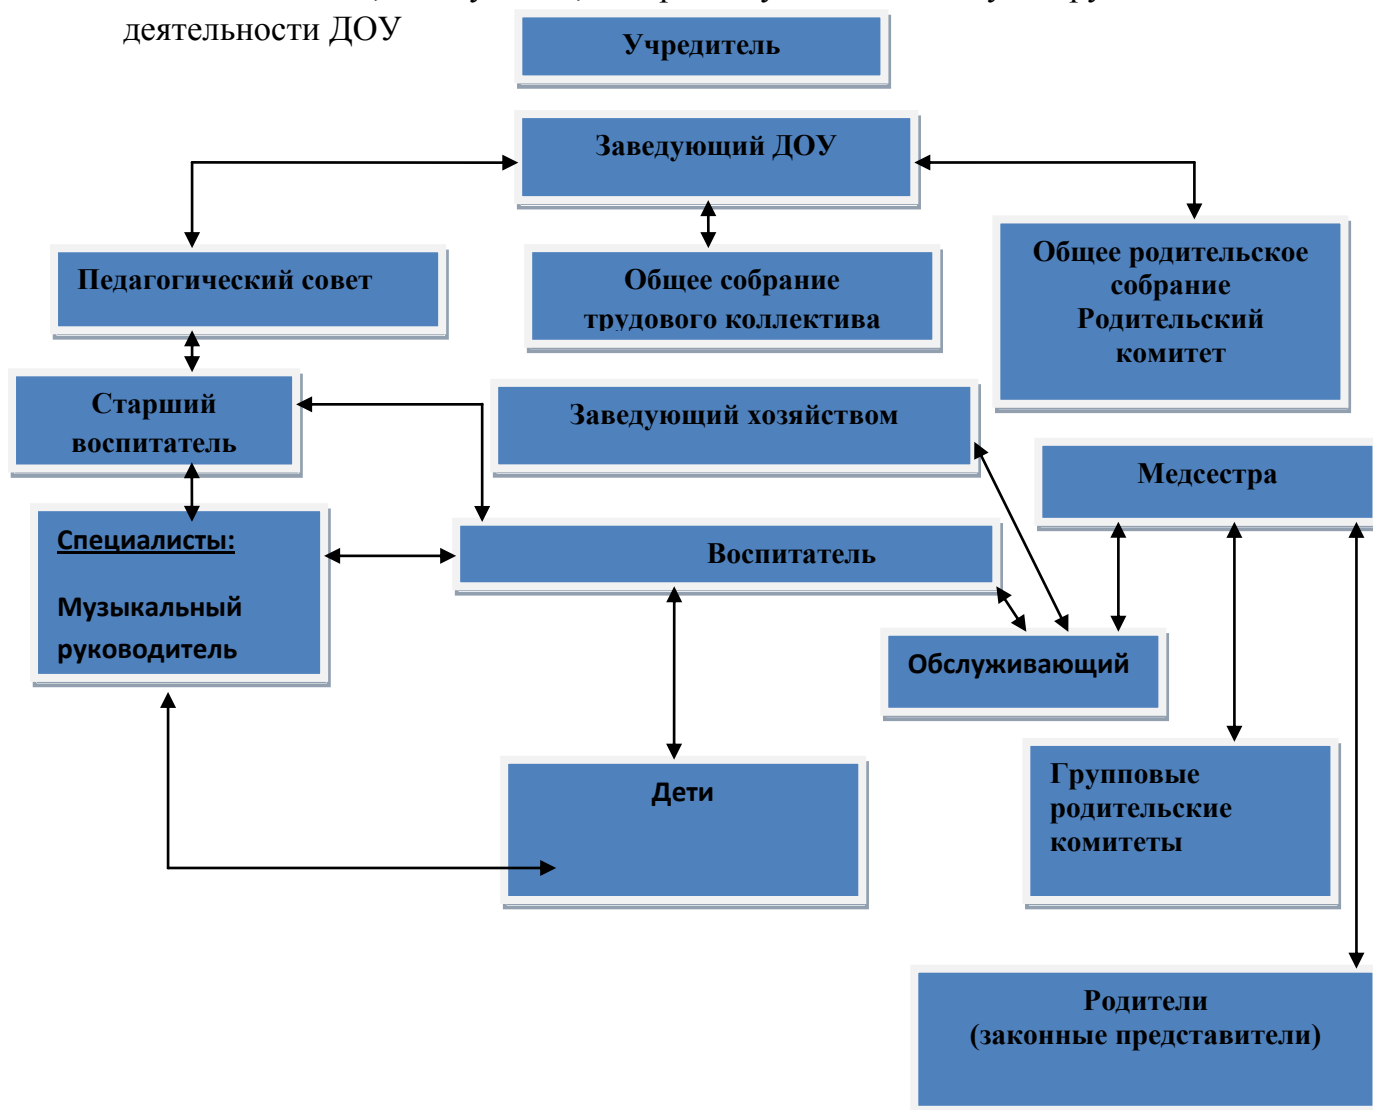 деятельности ДОУ
Учредитель
Заведующий ДОУ
Педагогический совет
Общее собрание
трудового коллектива
Общее родительское
собрание
Родительский
комитет
Старший
воспитатель
Заведующий хозяйством
Медсестра
Специалисты:
Музыкальный
руководитель
Воспитатель
Обслуживающий
Дети
Групповые
родительские
комитеты
Родители
(законные представители)